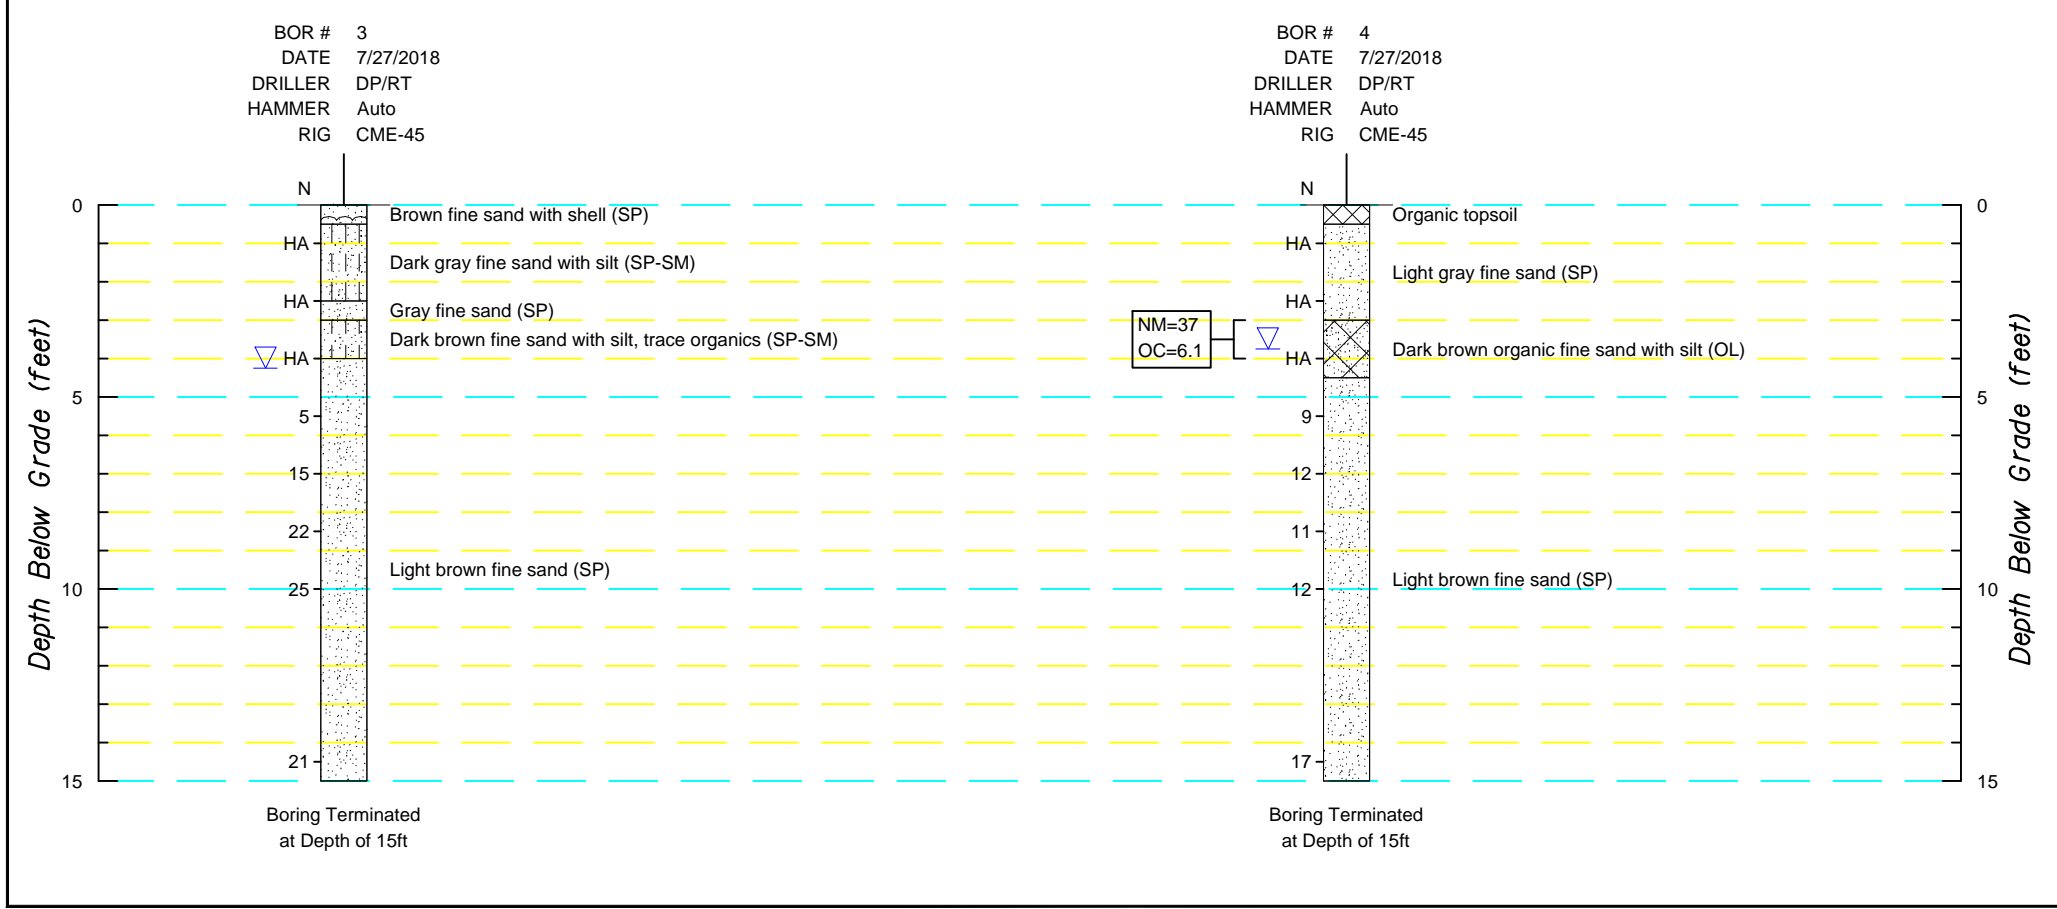 BOR # 3
DATE 7/27/2018
DRILLER DP/RT
HAMMER Auto
RIG CME-45
N
0
Brown fine sand with shell (SP)
HA
Dark gray fine sand with silt (SP-SM)
HA
Gray fine sand (SP)
Dark brown fine sand with silt, trace organics (SP-SM)
HA
5
5
15
22
Light brown fine sand (SP)
10
25
21
15
Depth Below Grade (feet)
Boring Terminated
at Depth of 15ft
BOR # 4
DATE 7/27/2018
DRILLER DP/RT
HAMMER Auto
RIG CME-45
N
0
Organic topsoil
HA
Light gray fine sand (SP)
HA
NM=37
OC=6.1
Dark brown organic fine sand with silt (OL)
HA
5
9
12
11
Light brown fine sand (SP)
12
10
17
15
Depth Below Grade (feet)
Boring Terminated
at Depth of 15ft